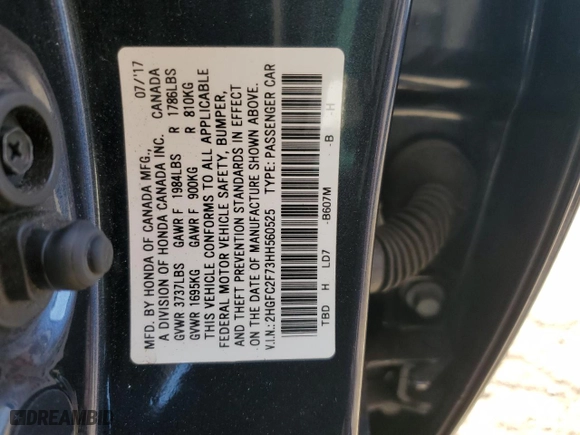 MFD. BY HONDA OF CANADA MFG., 07/'17
A DIVISION OF HONDA CANADA INC. CANADA
GVWR 3737LBS GAWR F 1984LBS R 1786LBS
GVWR 1695KG GAWR F 900KG R 810KG
THIS VEHICLE CONFORMS TO ALL APPLICABLE
FEDERAL MOTOR VEHICLE SAFETY, BUMPER,
AND THEFT PREVENTION STANDARDS IN EFFECT
ON THE DATE OF MANUFACTURE SHOWN ABOVE.
V.I.N.:2HGFC2F73HH560525 TYPE: PASSENGER CAR
TBD H LD7 -B607M -B -H
DREAMBID